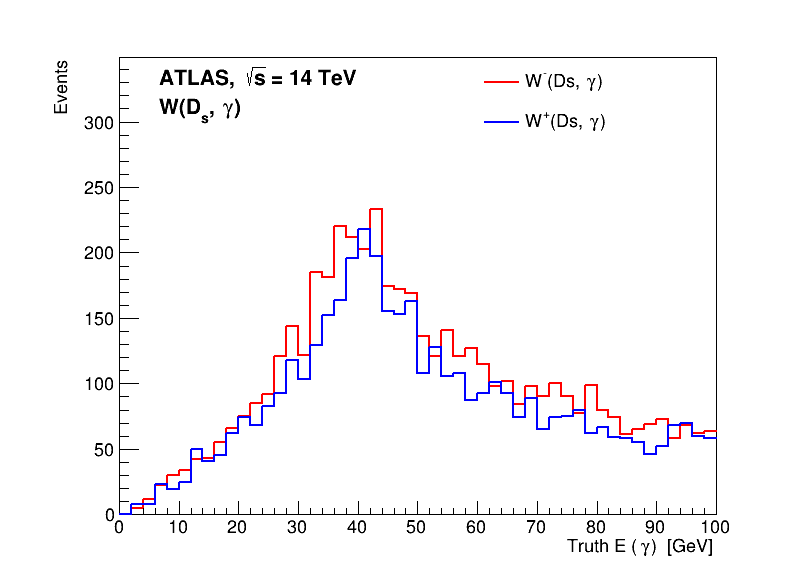 Events
ATLAS, √s = 14 TeV
W(Dₛ, γ)
W⁻(Ds, γ)
W⁺(Ds, γ)
300
250
200
150
100
50
0
0 10 20 30 40 50 60 70 80 90 100
Truth E (γ) [GeV]